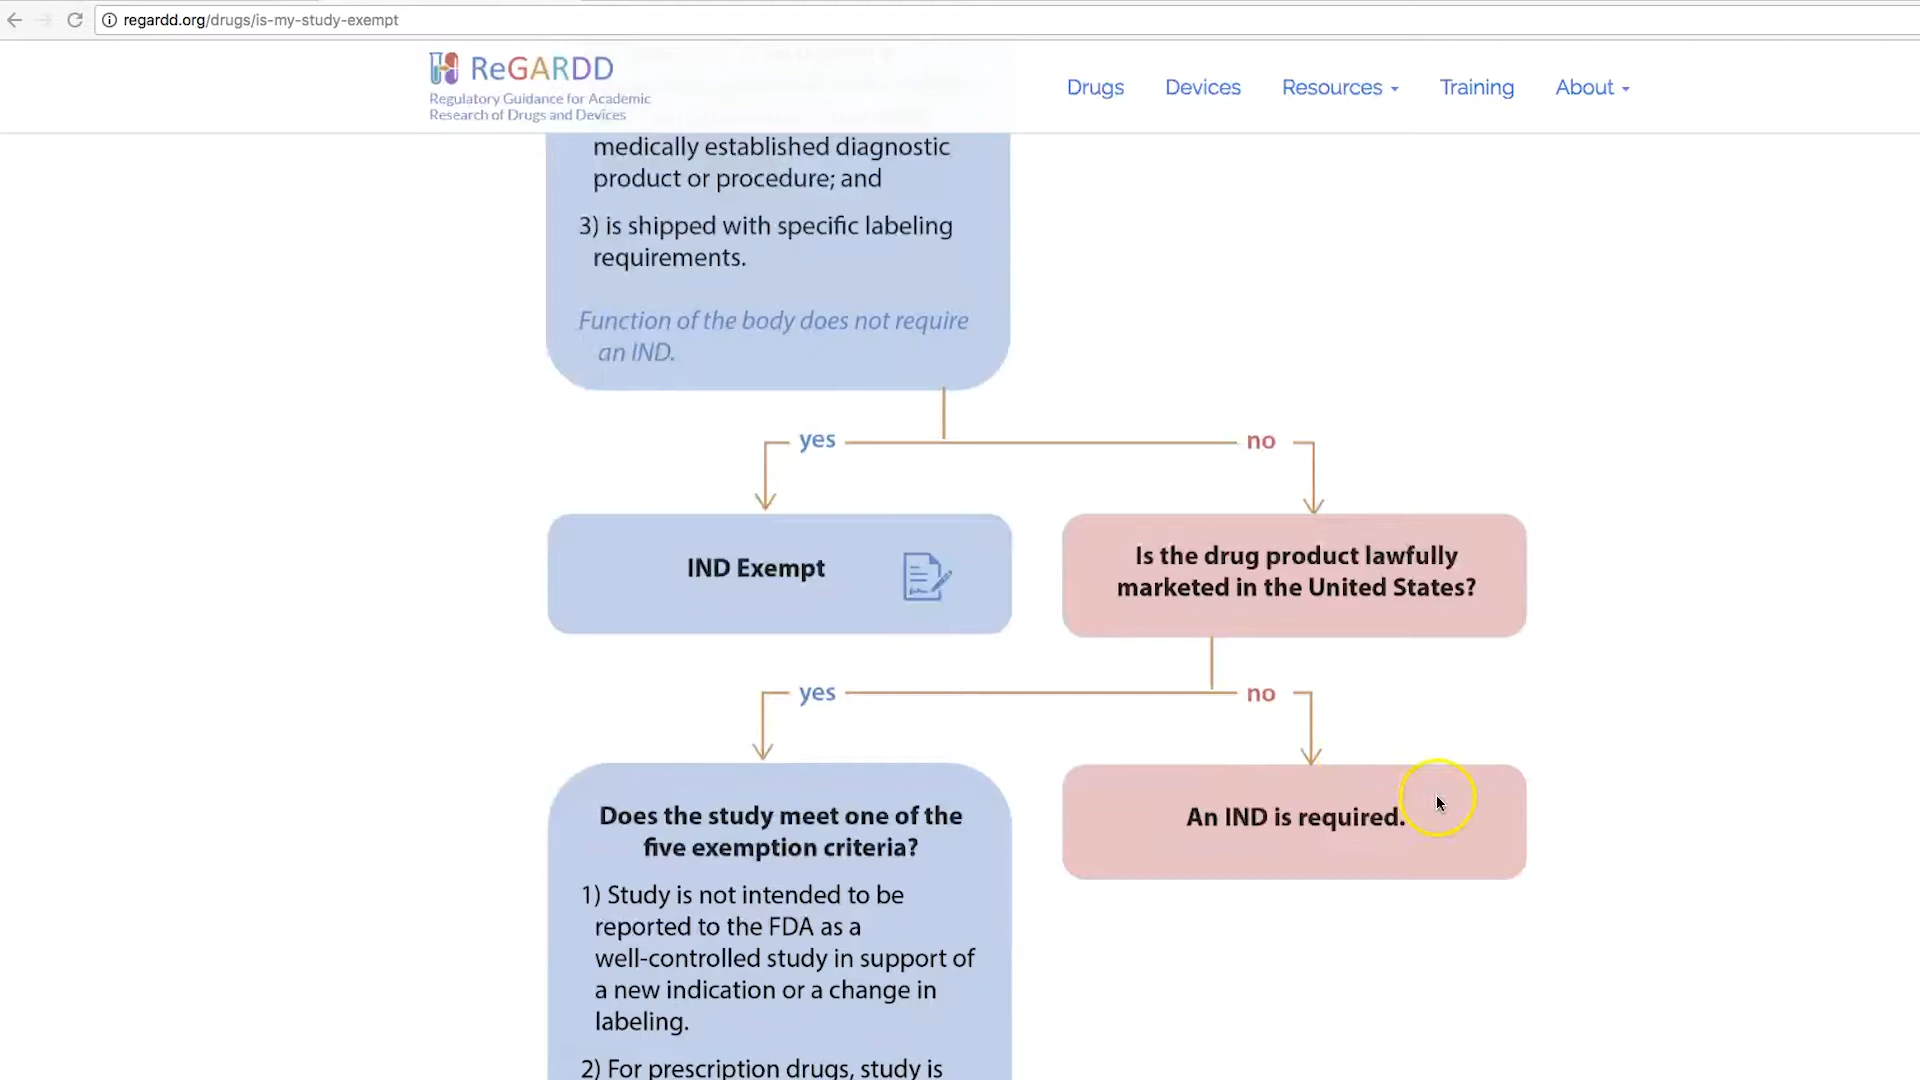 regardd.org/drugs/is-my-study-exempt
ReGARDD
Regulatory Guidance for Academic
Research of Drugs and Devices
Drugs
Devices
Resources
Training
About
medically established diagnostic
product or procedure; and
3) is shipped with specific labeling
requirements.
Function of the body does not require
an IND.
yes
no
IND Exempt
Is the drug product lawfully
marketed in the United States?
yes
no
Does the study meet one of the
five exemption criteria?
1) Study is not intended to be
reported to the FDA as a
well-controlled study in support of
a new indication or a change in
labeling.
2) For prescription drugs, study is
An IND is required.